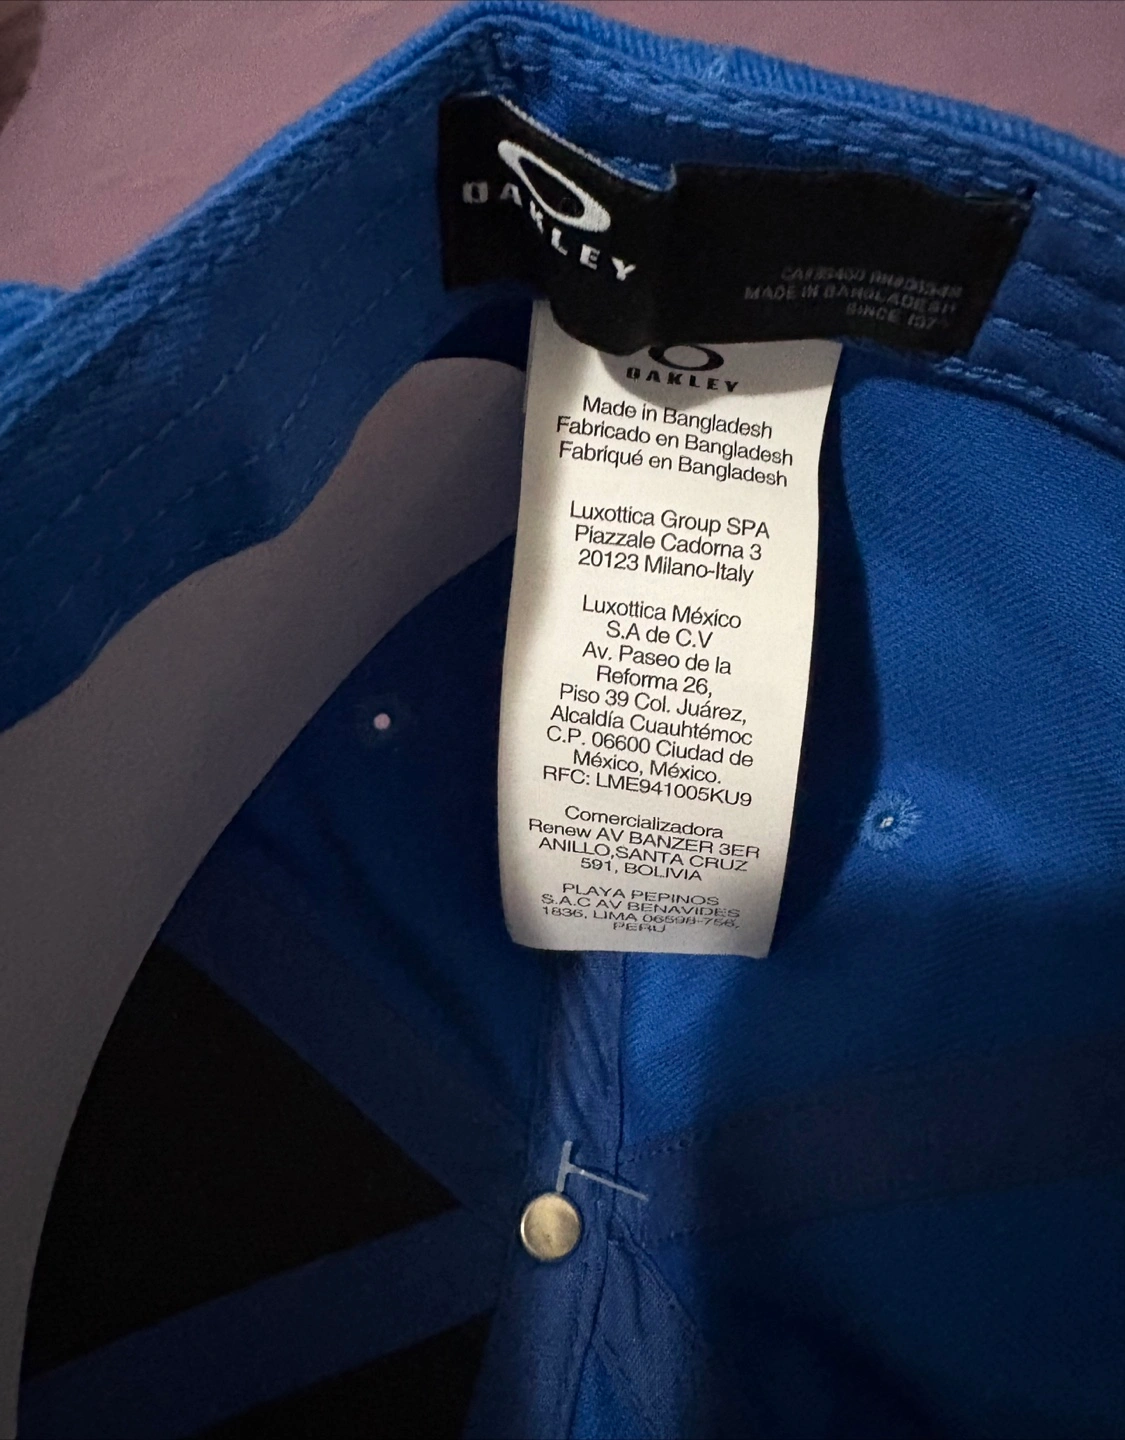 OAKLEY
MADE IN BANGLADESH
SINCE
OAKLEY
Made in Bangladesh
Fabricado en Bangladesh
Fabriqué en Bangladesh
Luxottica Group SPA
Piazzale Cadorna 3
20123 Milano-Italy
Luxottica México
S.A de C.V
Av. Paseo de la
Reforma 26,
Piso 39 Col. Juárez,
Alcaldía Cuauhtémoc
C.P. 06600 Ciudad de
México, México.
RFC: LME941005KU9
Comercializadora
Renew AV BANZER 3ER
ANILLO,SANTA CRUZ
591, BOLIVIA
PLAYA PEPINOS
S.A.C AV BENAVIDES
1836, LIMA
PERU